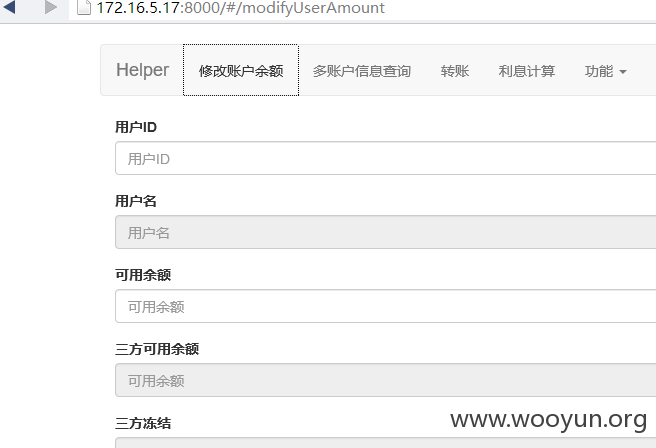 172.16.5.17:8000/#/modifyUserAmount
Helper 修改账户余额 多账户信息查询 转账 利息计算 功能
用户ID
用户ID
用户名
用户名
可用余额
可用余额
三方可用余额
可用余额
三方冻结
www.wooyun.org